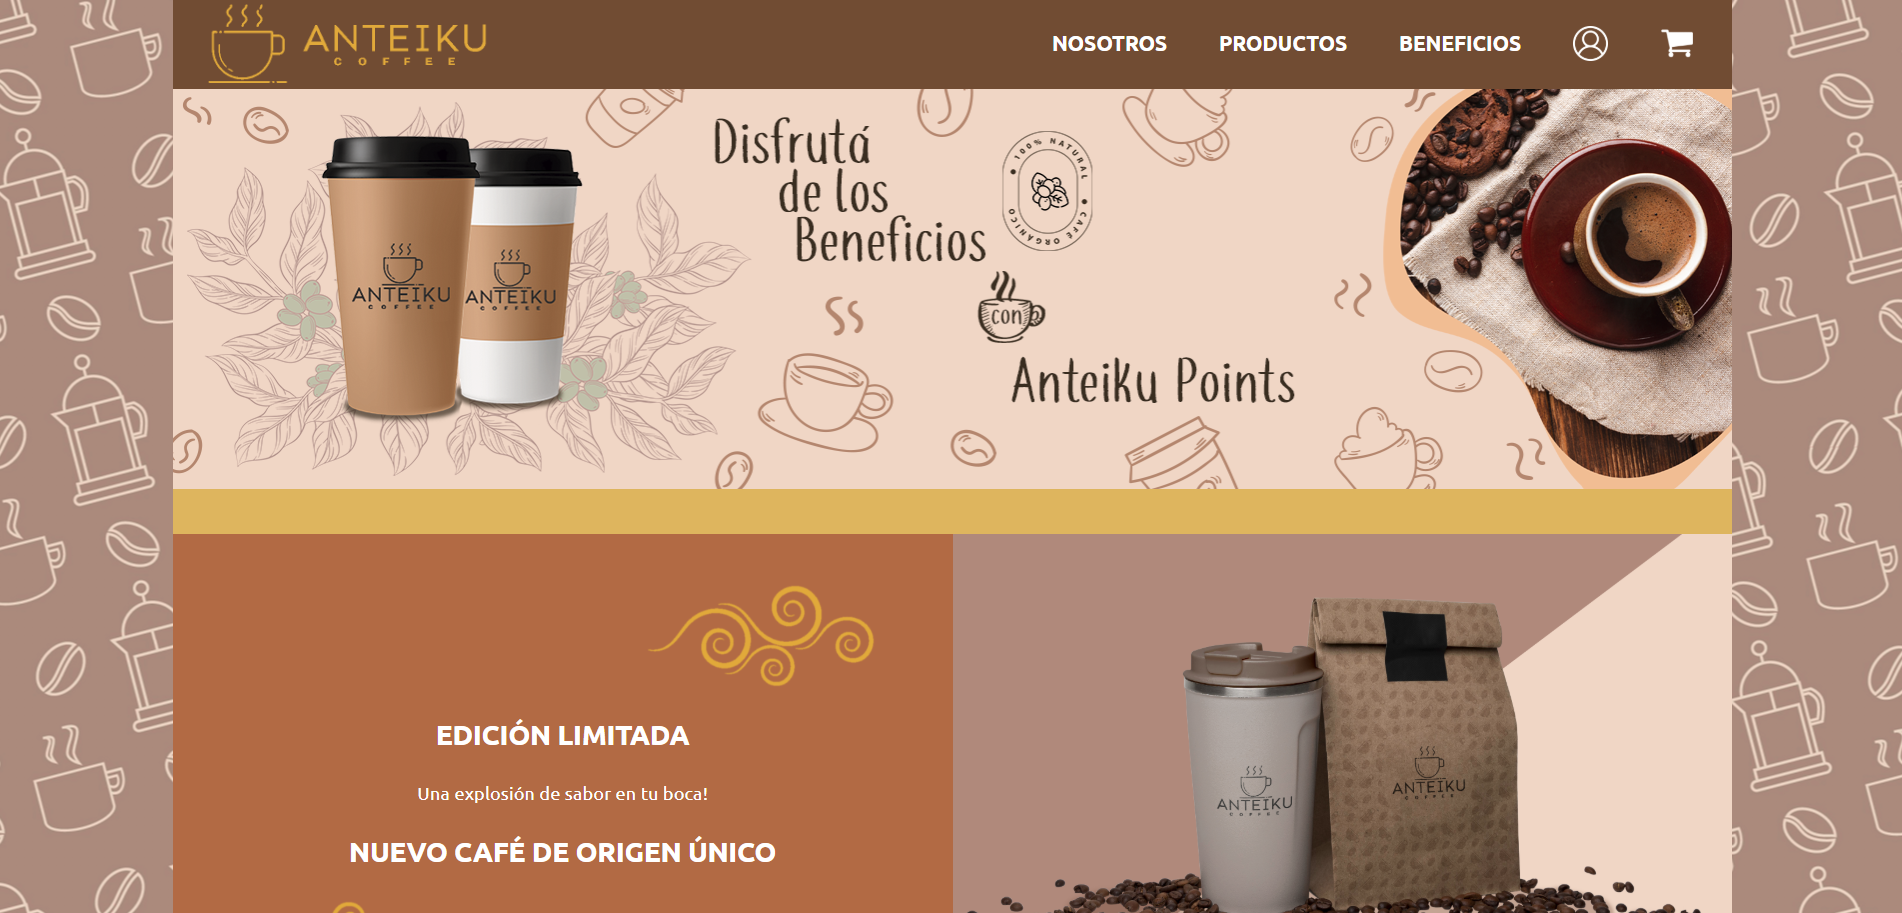 ANTEIKU
COFFEE
NOSOTROS
PRODUCTOS
BENEFICIOS
Disfrutá
de los
Beneficios
100% NATURAL
CAFÉ ORGÁNICO
con
Anteiku Points
ANTEIKU
COFFEE
ANTEIKU
COFFEE
EDICIÓN LIMITADA
Una explosión de sabor en tu boca!
NUEVO CAFÉ DE ORIGEN ÚNICO
ANTEIKU
COFFEE
ANTEIKU
COFFEE